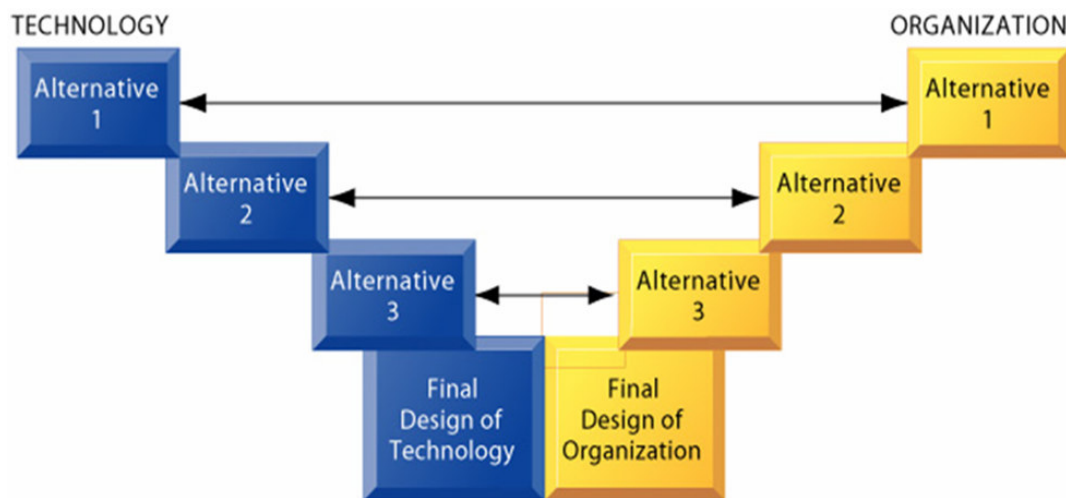 TECHNOLOGY
ORGANIZATION
Alternative
1
Alternative
1
Alternative
2
Alternative
2
Alternative
3
Alternative
3
Final
Design of
Technology
Final
Design of
Organization